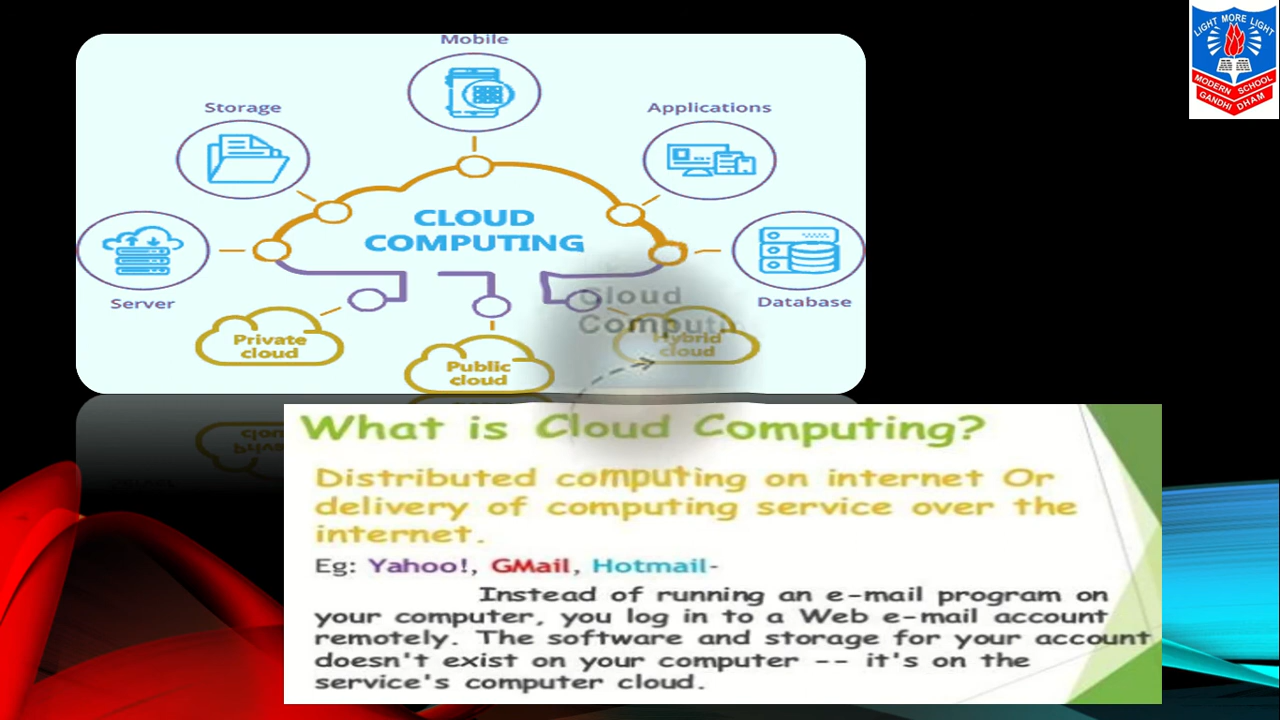 LIGHT MORE LIGHT
MODERN SCHOOL
GANDHI DHAM
Mobile
Storage
Applications
CLOUD
COMPUTING
Server
Database
Cloud
Private
cloud
Public
cloud
Hybrid
cloud
What is Cloud Computing?
Distributed computing on internet Or
delivery of computing service over the
internet.
Eg: Yahoo!, GMail, Hotmail-
Instead of running an e-mail program on
your computer, you log in to a Web e-mail account
remotely. The software and storage for your account
doesn't exist on your computer -- it's on the
service's computer cloud.